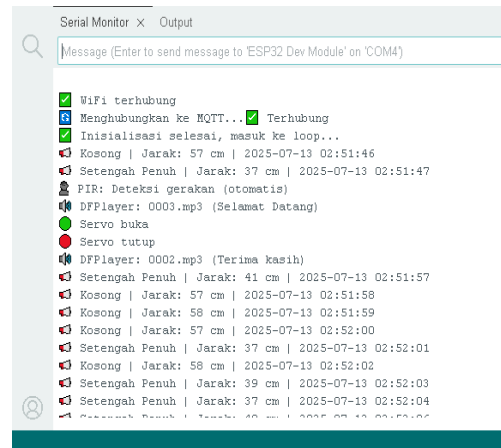 Serial Monitor × Output
Message (Enter to send message to 'ESP32 Dev Module' on 'COM4')
✅ WiFi terhubung
🔄 Menghubungkan ke MQTT...✅ Terhubung
✅ Inisialisasi selesai, masuk ke loop...
📢 Kosong | Jarak: 57 cm | 2025-07-13 02:51:46
📢 Setengah Penuh | Jarak: 37 cm | 2025-07-13 02:51:47
🕵 PIR: Deteksi gerakan (otomatis)
🔊 DFPlayer: 0003.mp3 (Selamat Datang)
🟢 Servo buka
🔴 Servo tutup
🔊 DFPlayer: 0002.mp3 (Terima kasih)
📢 Setengah Penuh | Jarak: 41 cm | 2025-07-13 02:51:57
📢 Kosong | Jarak: 57 cm | 2025-07-13 02:51:58
📢 Kosong | Jarak: 58 cm | 2025-07-13 02:51:59
📢 Kosong | Jarak: 57 cm | 2025-07-13 02:52:00
📢 Setengah Penuh | Jarak: 37 cm | 2025-07-13 02:52:01
📢 Kosong | Jarak: 58 cm | 2025-07-13 02:52:02
📢 Setengah Penuh | Jarak: 39 cm | 2025-07-13 02:52:03
📢 Setengah Penuh | Jarak: 37 cm | 2025-07-13 02:52:04